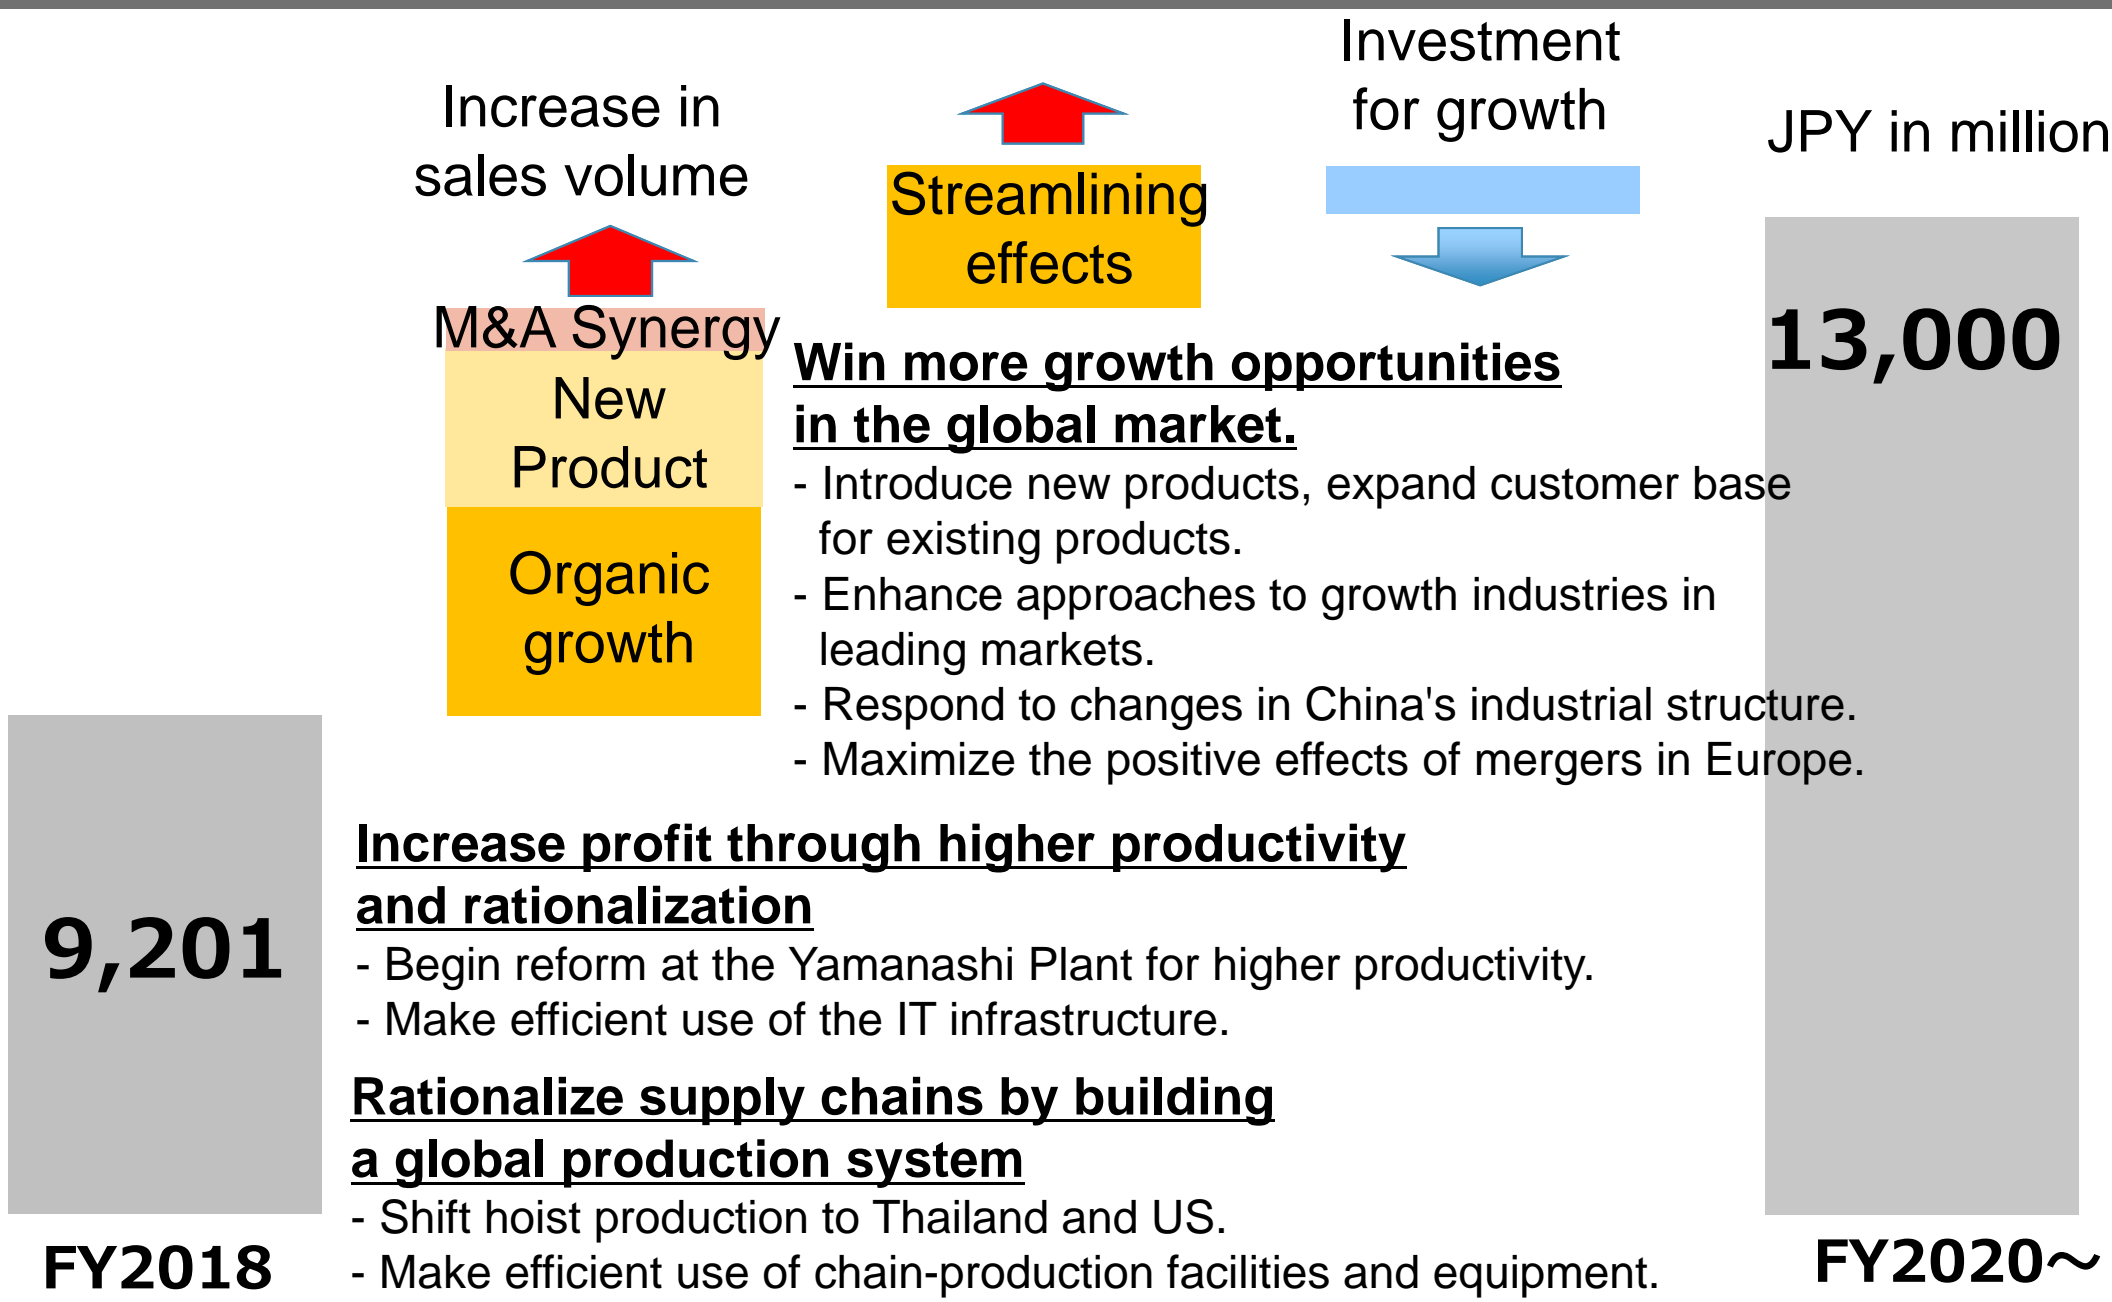 Increase in
sales volume
M&A Synergy
New
Product
Organic
growth
Streamlining
effects
Investment
for growth
JPY in million
13,000
Win more growth opportunities
in the global market.
- Introduce new products, expand customer base
for existing products.
- Enhance approaches to growth industries in
leading markets.
- Respond to changes in China's industrial structure.
- Maximize the positive effects of mergers in Europe.
Increase profit through higher productivity
and rationalization
- Begin reform at the Yamanashi Plant for higher productivity.
- Make efficient use of the IT infrastructure.
9,201
Rationalize supply chains by building
a global production system
- Shift hoist production to Thailand and US.
- Make efficient use of chain-production facilities and equipment.
FY2018
FY2020～